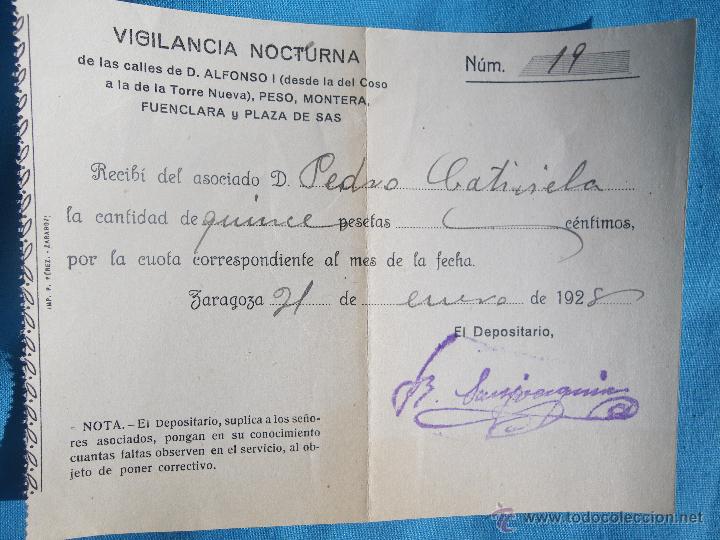 VIGILANCIA NOCTURNA
de las calles de D. ALFONSO I (desde la del Coso
a la de la Torre Nueva), PESO, MONTERA,
FUENCLARA y PLAZA DE SAS
Núm. 19
Recibí del asociado D. Pedro
la cantidad de quince pesetas céntimos,
por la cuota correspondiente al mes de la fecha.
Zaragoza 21 de enero de 1928
El Depositario,
B. Sanjoaquin
NOTA.—El Depositario, suplica a los seño-
res asociados, pongan en su conocimiento
cuantas faltas observen en el servicio, al ob-
jeto de poner correctivo.
IMP. P. PÉREZ.-ZARAGOZA
www.todocoleccion.net